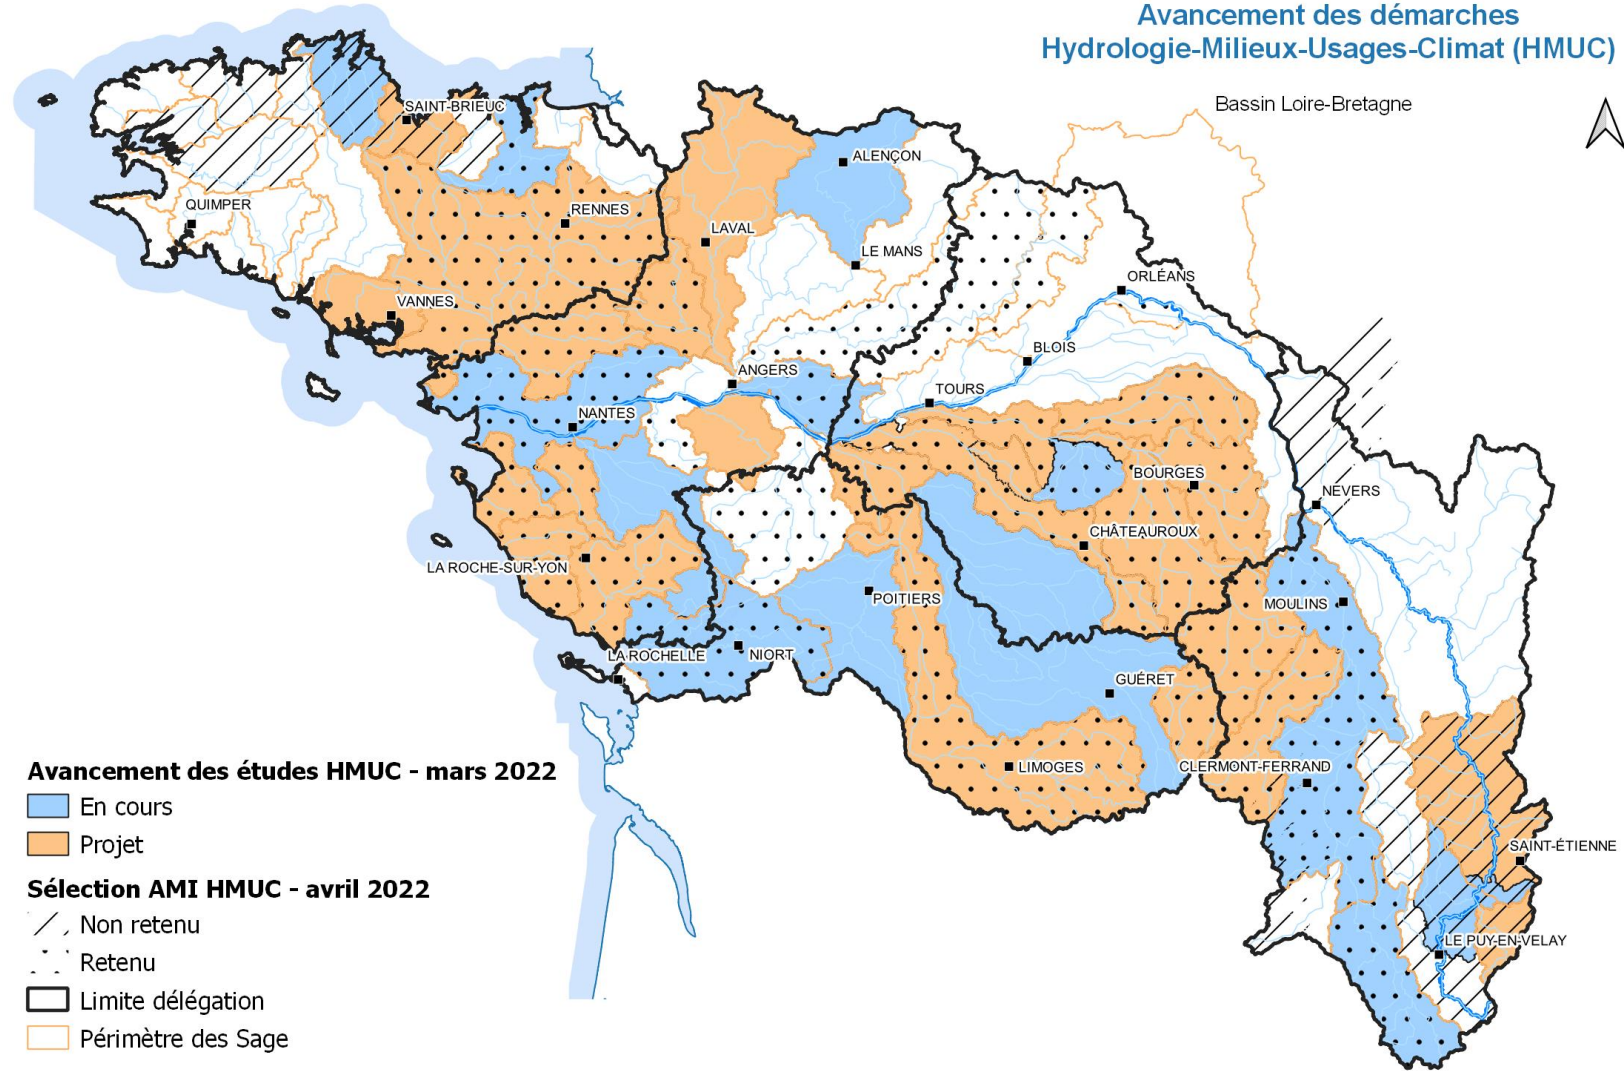 Avancement des démarches
Hydrologie-Milieux-Usages-Climat (HMUC)
Bassin Loire-Bretagne
SAINT-BRIEUC
ALENÇON
QUIMPER
RENNES
LAVAL
LE MANS
ORLÉANS
VANNES
BLOIS
ANGERS
TOURS
NANTES
BOURGES
NEVERS
CHÂTEAUROUX
LA ROCHE-SUR-YON
POITIERS
MOULINS
LA ROCHELLE
NIORT
GUÉRET
LIMOGES
CLERMONT-FERRAND
SAINT-ÉTIENNE
LE PUY-EN-VELAY
Avancement des études HMUC - mars 2022
En cours
Projet
Sélection AMI HMUC - avril 2022
Non retenu
Retenu
Limite délégation
Périmètre des Sage